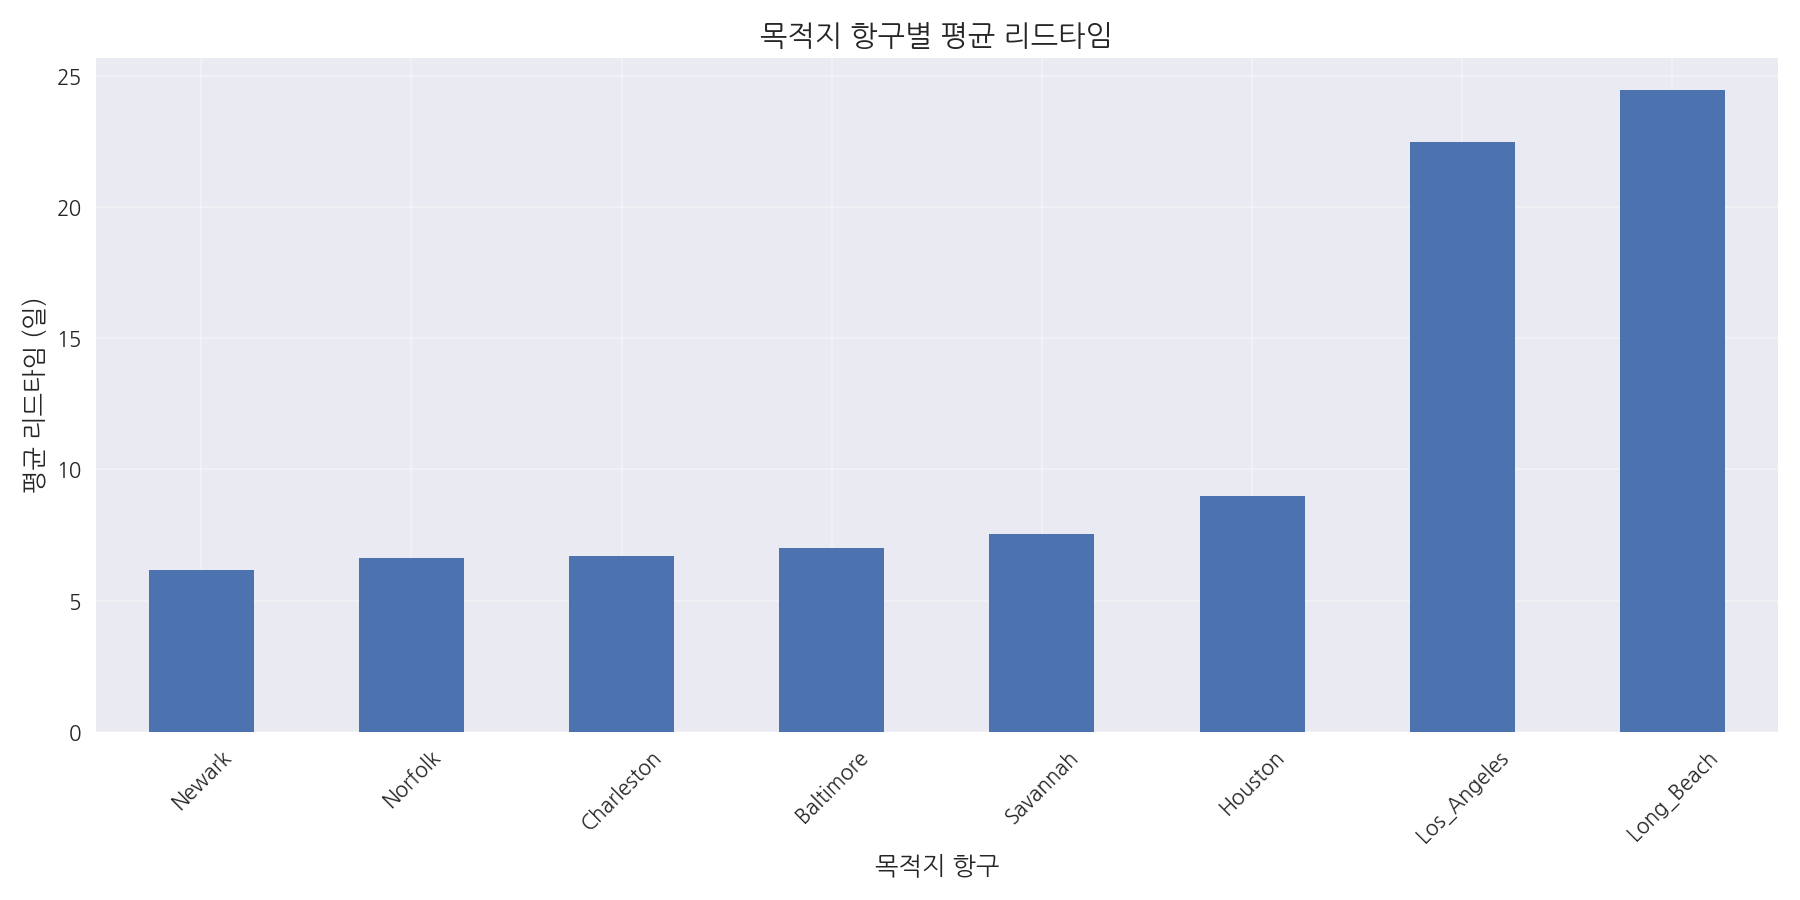 목적지 항구별 평균 리드타임
평균 리드타임 (일)
25
20
15
10
5
0
Newark
Norfolk
Charleston
Baltimore
Savannah
Houston
Los_Angeles
Long_Beach
목적지 항구